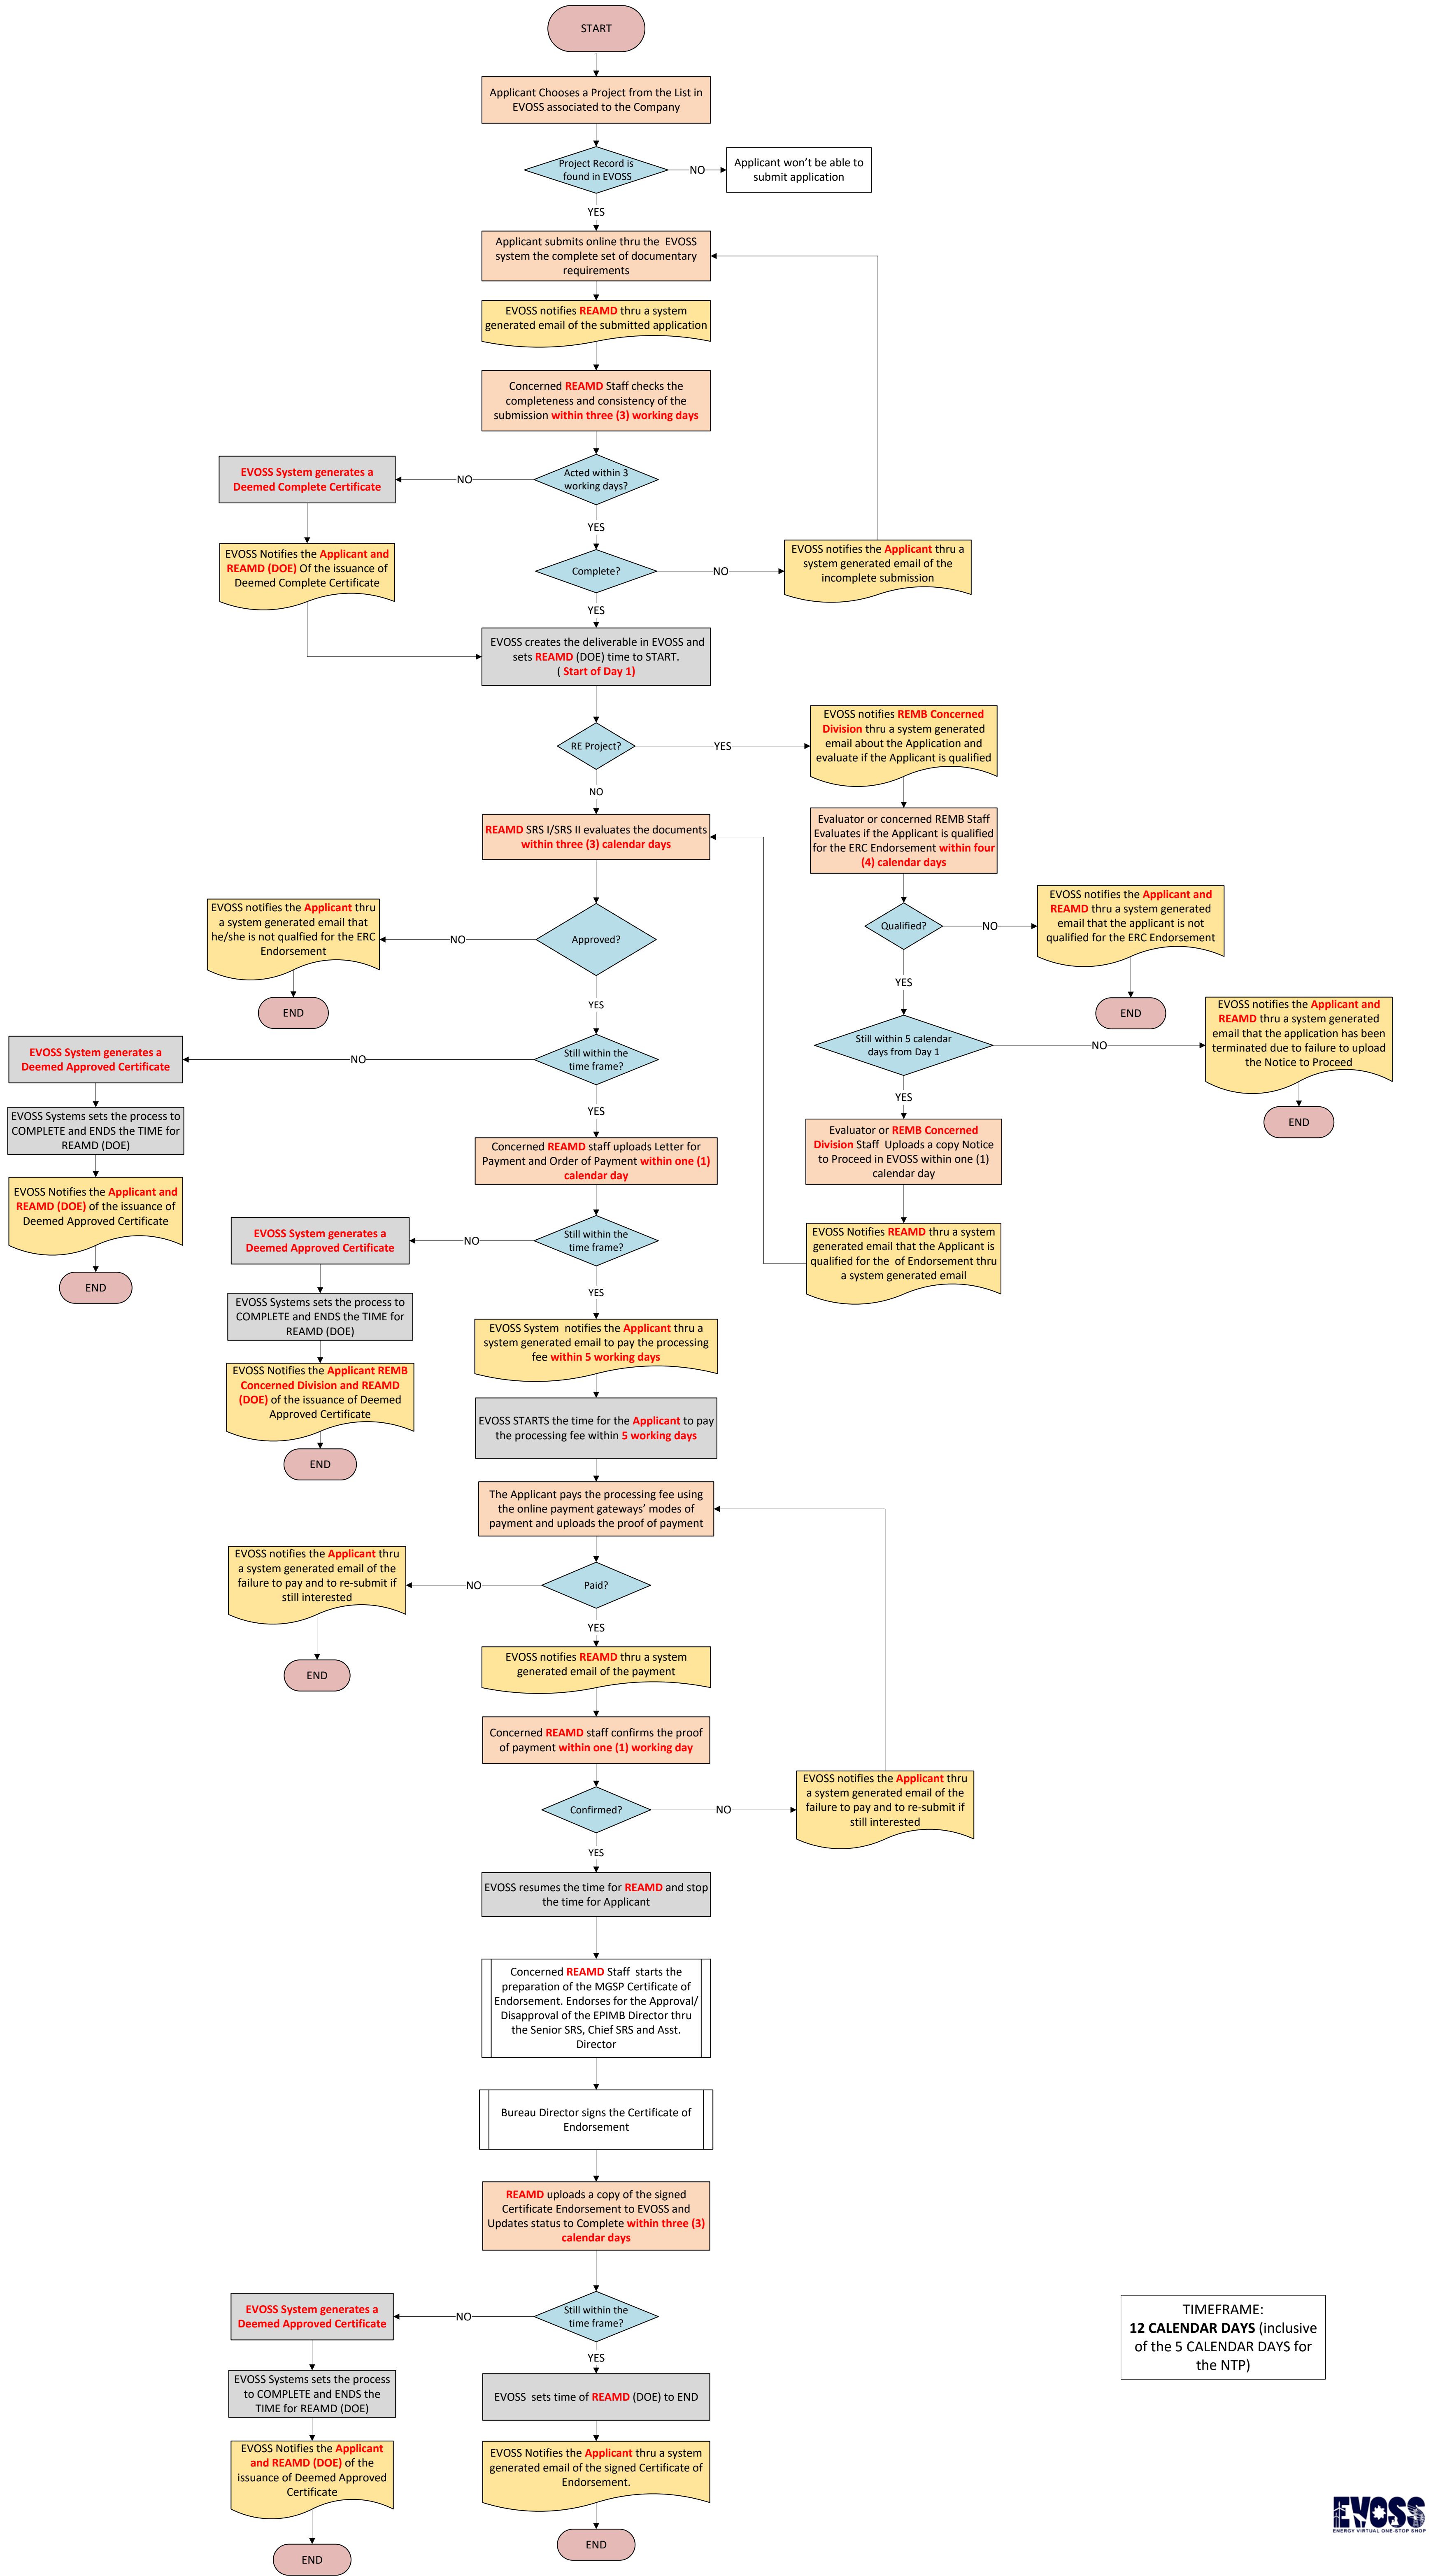 START
Applicant Chooses a Project from the List in
EVOSS associated to the Company
Project Record is
found in EVOSS
NO
Applicant won't be able to
submit application
YES
Applicant submits online thru the EVOSS
system the complete set of documentary
requirements
EVOSS notifies REAMD thru a system
generated email of the submitted application
Concerned REAMD Staff checks the
completeness and consistency of the
submission within three (3) working days
Acted within 3
working days?
NO
EVOSS System generates a
Deemed Complete Certificate
EVOSS Notifies the Applicant and
REAMD (DOE) Of the issuance of
Deemed Complete Certificate
YES
Complete?
NO
EVOSS notifies the Applicant thru a
system generated email of the
incomplete submission
YES
EVOSS creates the deliverable in EVOSS and
sets REAMD (DOE) time to START.
( Start of Day 1)
RE Project?
YES
EVOSS notifies REMB Concerned
Division thru a system generated
email about the Application and
evaluate if the Applicant is qualified
Evaluator or concerned REMB Staff
Evaluates if the Applicant is qualified
for the ERC Endorsement within four
(4) calendar days
Qualified?
NO
EVOSS notifies the Applicant and
REAMD thru a system generated
email that the applicant is not
qualified for the ERC Endorsement
END
YES
Still within 5 calendar
days from Day 1
NO
EVOSS notifies the Applicant and
REAMD thru a system generated
email that the application has been
terminated due to failure to upload
the Notice to Proceed
END
YES
Evaluator or REMB Concerned
Division Staff Uploads a copy Notice
to Proceed in EVOSS within one (1)
calendar day
EVOSS Notifies REAMD thru a system
generated email that the Applicant is
qualified for the of Endorsement thru
a system generated email
NO
REAMD SRS I/SRS II evaluates the documents
within three (3) calendar days
Approved?
NO
EVOSS notifies the Applicant thru
a system generated email that
he/she is not qualfied for the ERC
Endorsement
END
YES
Still within the
time frame?
NO
EVOSS System generates a
Deemed Approved Certificate
EVOSS Systems sets the process to
COMPLETE and ENDS the TIME for
REAMD (DOE)
EVOSS Notifies the Applicant and
REAMD (DOE) of the issuance of
Deemed Approved Certificate
END
YES
Concerned REAMD staff uploads Letter for
Payment and Order of Payment within one (1)
calendar day
Still within the
time frame?
NO
EVOSS System generates a
Deemed Approved Certificate
EVOSS Systems sets the process to
COMPLETE and ENDS the TIME for
REAMD (DOE)
EVOSS Notifies the Applicant REMB
Concerned Division and REAMD
(DOE) of the issuance of Deemed
Approved Certificate
END
YES
EVOSS System notifies the Applicant thru a
system generated email to pay the processing
fee within 5 working days
EVOSS STARTS the time for the Applicant to pay
the processing fee within 5 working days
The Applicant pays the processing fee using
the online payment gateways' modes of
payment and uploads the proof of payment
Paid?
NO
EVOSS notifies the Applicant thru
a system generated email of the
failure to pay and to re-submit if
still interested
END
YES
EVOSS notifies REAMD thru a system
generated email of the payment
Concerned REAMD staff confirms the proof
of payment within one (1) working day
Confirmed?
NO
EVOSS notifies the Applicant thru
a system generated email of the
failure to pay and to re-submit if
still interested
YES
EVOSS resumes the time for REAMD and stop
the time for Applicant
Concerned REAMD Staff starts the
preparation of the MGSP Certificate of
Endorsement. Endorses for the Approval/
Disapproval of the EPIMB Director thru
the Senior SRS, Chief SRS and Asst.
Director
Bureau Director signs the Certificate of
Endorsement
REAMD uploads a copy of the signed
Certificate Endorsement to EVOSS and
Updates status to Complete within three (3)
calendar days
Still within the
time frame?
NO
EVOSS System generates a
Deemed Approved Certificate
EVOSS Systems sets the process
to COMPLETE and ENDS the
TIME for REAMD (DOE)
EVOSS Notifies the Applicant
and REAMD (DOE) of the
issuance of Deemed Approved
Certificate
END
YES
EVOSS sets time of REAMD (DOE) to END
EVOSS Notifies the Applicant thru a system
generated email of the signed Certificate of
Endorsement.
END
TIMEFRAME:
12 CALENDAR DAYS (inclusive
of the 5 CALENDAR DAYS for
the NTP)
EVOSS
ENERGY VIRTUAL ONE-STOP SHOP